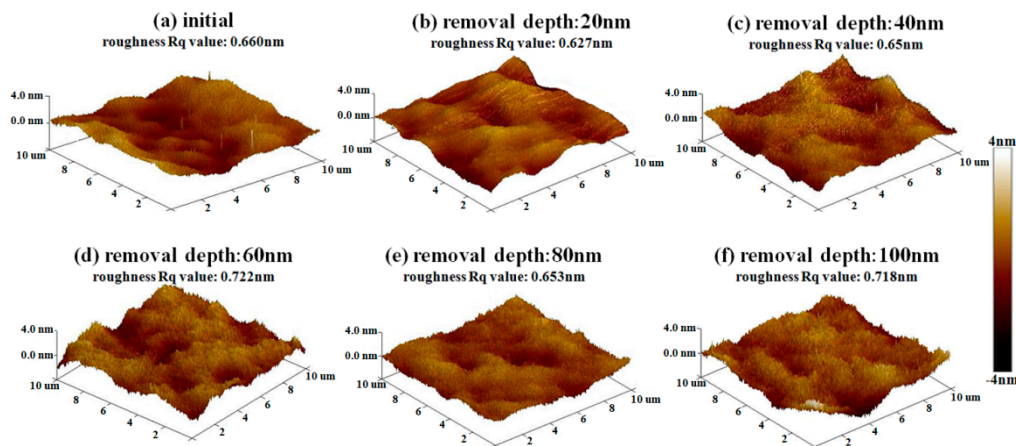 (a) initial
roughness Rq value: 0.660nm
4.0 nm
0.0 nm
10 um
8
6
4
2
2
4
6
8
10 um
(b) removal depth:20nm
roughness Rq value: 0.627nm
4.0 nm
0.0 nm
10 um
8
6
4
2
2
4
6
8
10 um
(c) removal depth:40nm
roughness Rq value: 0.65nm
4.0 nm
0.0 nm
10 um
8
6
4
2
2
4
6
8
10 um
4nm
-4nm
(d) removal depth:60nm
roughness Rq value: 0.722nm
4.0 nm
0.0 nm
10 um
8
6
4
2
2
4
6
8
10 um
(e) removal depth:80nm
roughness Rq value: 0.653nm
4.0 nm
0.0 nm
10 um
8
6
4
2
2
4
6
8
10 um
(f) removal depth:100nm
roughness Rq value: 0.718nm
4.0 nm
0.0 nm
10 um
8
6
4
2
2
4
6
8
10 um